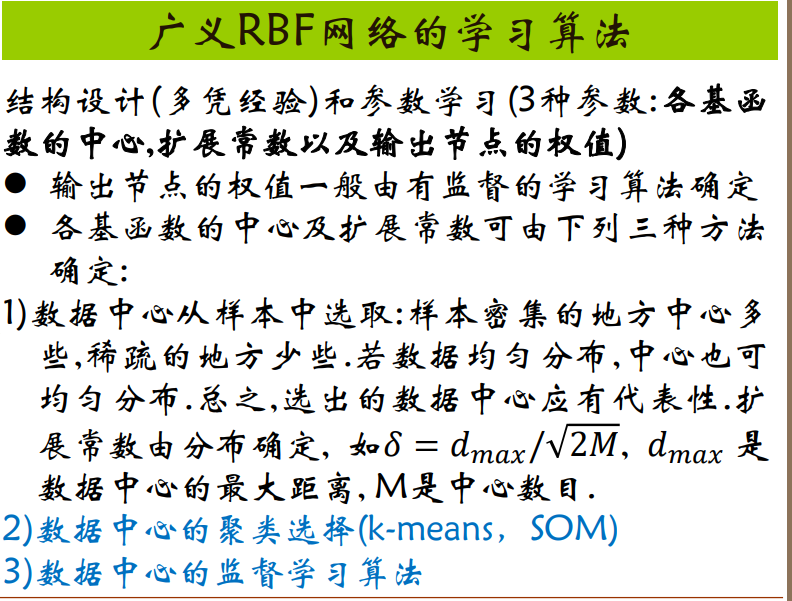 广义RBF网络的学习算法
结构设计(多凭经验)和参数学习(3种参数:各基函
数的中心,扩展常数以及输出节点的权值)
● 输出节点的权值一般由有监督的学习算法确定
● 各基函数的中心及扩展常数可由下列三种方法
确定:
1)数据中心从样本中选取:样本密集的地方中心多
些,稀疏的地方少些.若数据均匀分布,中心也可
均匀分布.总之,选出的数据中心应有代表性.扩
展常数由分布确定, 如δ = d_{max}/√2M, d_{max} 是
数据中心的最大距离,M是中心数目.
2)数据中心的聚类选择(k-means, SOM)
3)数据中心的监督学习算法